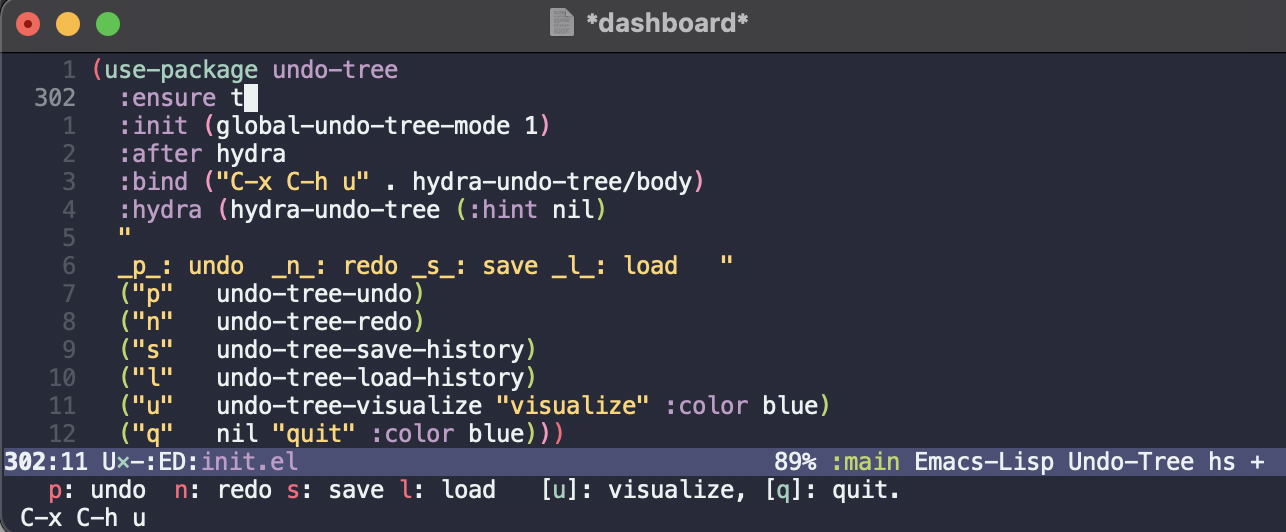 *dashboard*
1 (use-package undo-tree
302   :ensure t
1   :init (global-undo-tree-mode 1)
2   :after hydra
3   :bind ("C-x C-h u" . hydra-undo-tree/body)
4   :hydra (hydra-undo-tree (:hint nil)
5   "
6   _p_: undo  _n_: redo _s_: save _l_: load   "
7   ("p"   undo-tree-undo)
8   ("n"   undo-tree-redo)
9   ("s"   undo-tree-save-history)
10   ("l"   undo-tree-load-history)
11   ("u"   undo-tree-visualize "visualize" :color blue)
12   ("q"   nil "quit" :color blue)))
302:11 U×-:ED:init.el 89% :main Emacs-Lisp Undo-Tree hs +
p: undo  n: redo s: save l: load   [u]: visualize, [q]: quit.
C-x C-h u